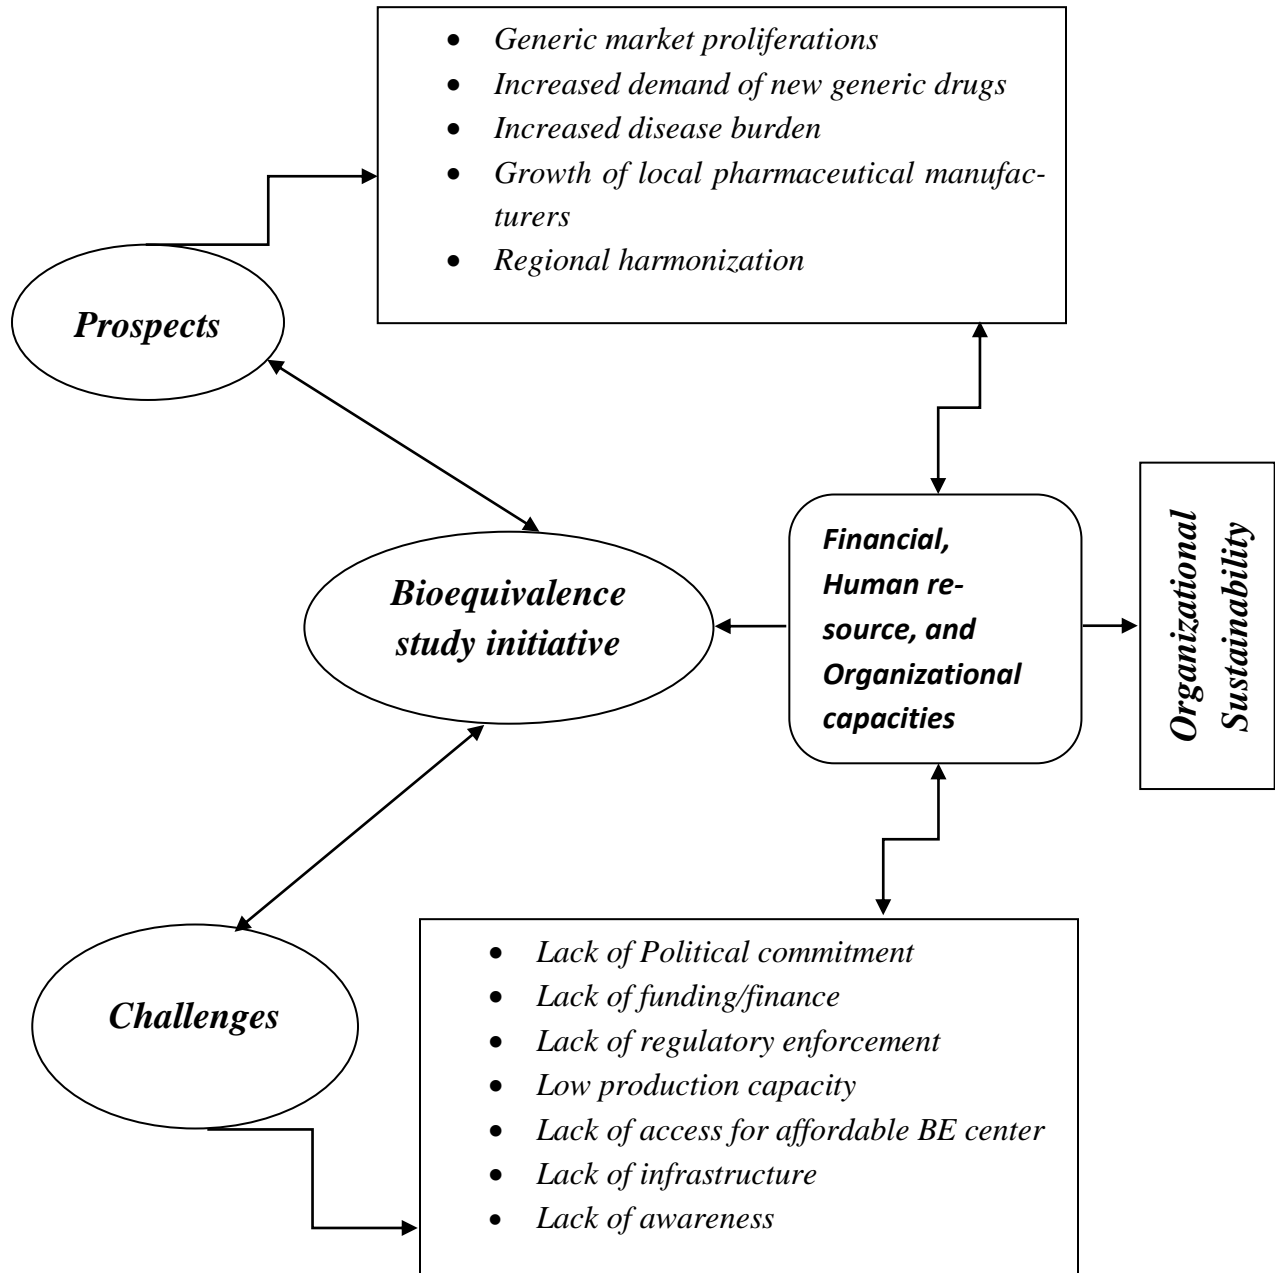 • Generic market proliferations
• Increased demand of new generic drugs
• Increased disease burden
• Growth of local pharmaceutical manufac-
turers
• Regional harmonization
Prospects
Bioequivalence
study initiative
Financial,
Human re-
source, and
Organizational
capacities
Organizational
Sustainability
Challenges
• Lack of Political commitment
• Lack of funding/finance
• Lack of regulatory enforcement
• Low production capacity
• Lack of access for affordable BE center
• Lack of infrastructure
• Lack of awareness